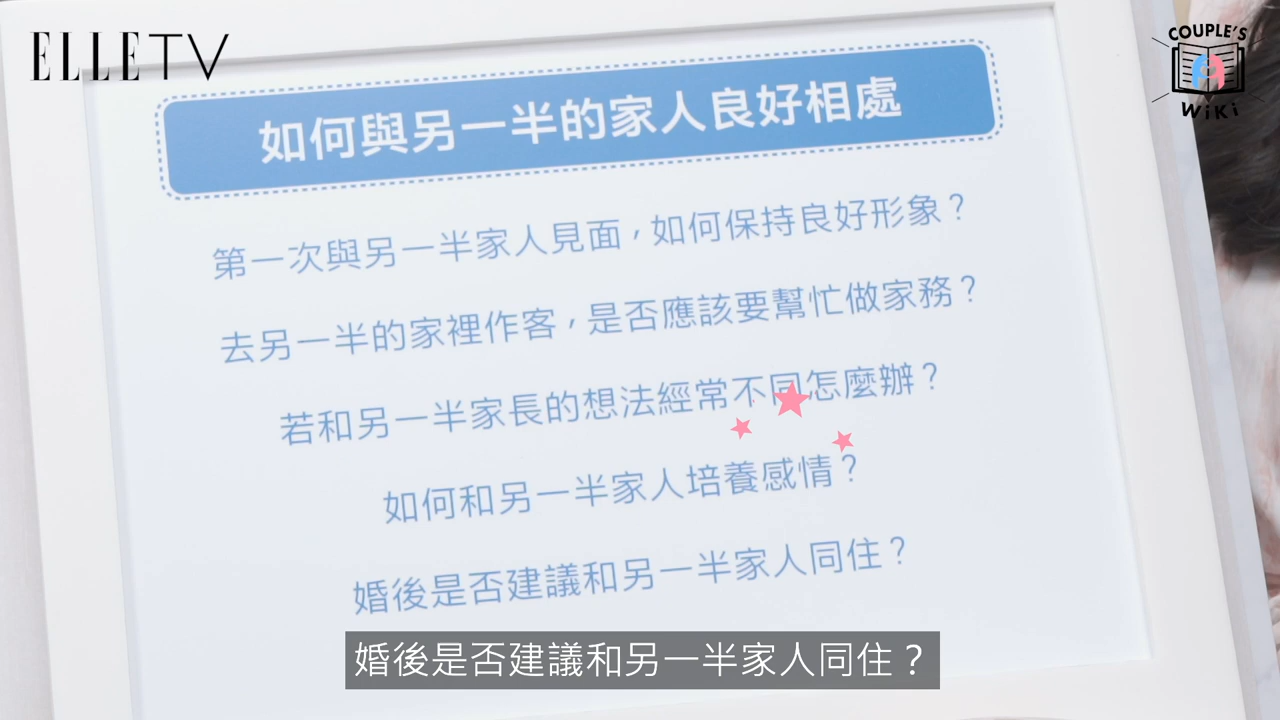 ELLETV
COUPLE'S
WiKi
如何與另一半的家人良好相處
第一次與另一半家人見面，如何保持良好形象？
去另一半的家裡作客，是否應該要幫忙做家務？
若和另一半家長的想法經常不同怎麼辦？
如何和另一半家人培養感情？
婚後是否建議和另一半家人同住？
婚後是否建議和另一半家人同住？